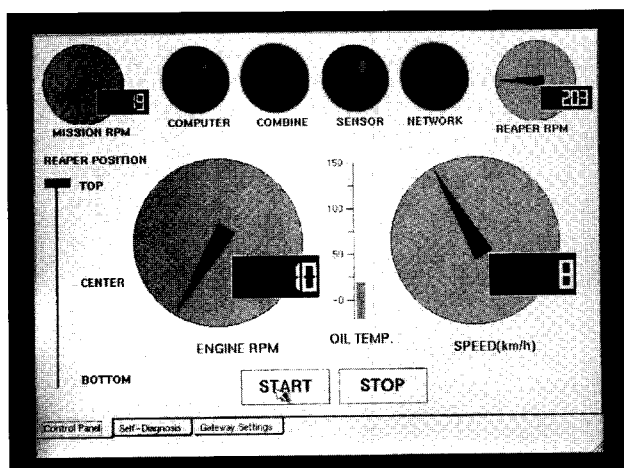 19
203
MISSION RPM
COMPUTER
COMBINE
SENSOR
NETWORK
REAPER RPM
REAPER POSITION
TOP
CENTER
BOTTOM
150
100
50
-0
ENGINE RPM
OIL TEMP.
SPEED(km/h)
START
STOP
Control Panel
Self-Diagnosis
Gateway Settings